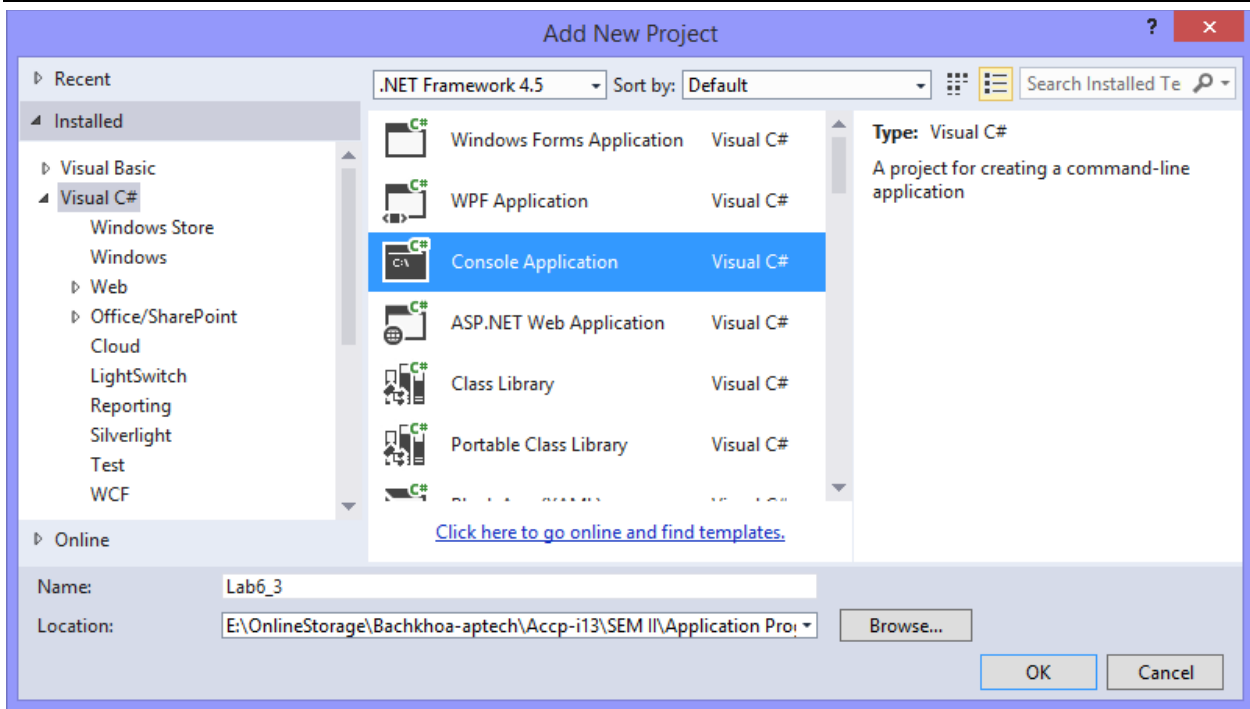 Add New Project
?
Recent
.NET Framework 4.5
Sort by:
Default
Search Installed Te
Installed
Visual Basic
Visual C#
Windows Store
Windows
Web
Office/SharePoint
Cloud
LightSwitch
Reporting
Silverlight
Test
WCF
Online
C# Windows Forms Application Visual C#
C# WPF Application Visual C#
C# C:\ Console Application Visual C#
C# ASP.NET Web Application Visual C#
C# Class Library Visual C#
C# Portable Class Library Visual C#
C#
Click here to go online and find templates.
Type: Visual C#
A project for creating a command-line
application
Name: Lab6_3
Location: E:\OnlineStorage\Bachkhoa-aptech\Accp-i13\SEM II\Application
Browse...
OK
Cancel